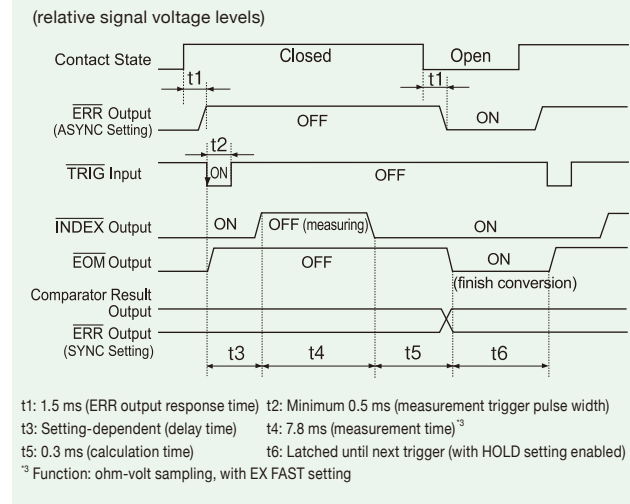 (relative signal voltage levels)
Contact State
Closed
Open
t1
t1
ERR Output
(ASYNC Setting)
OFF
ON
t2
TRIG Input
ON
OFF
INDEX Output
ON
OFF (measuring)
ON
EOM Output
OFF
ON
(finish conversion)
Comparator Result
Output
ERR Output
(SYNC Setting)
t3
t4
t5
t6
t1: 1.5 ms (ERR output response time) t2: Minimum 0.5 ms (measurement trigger pulse width)
t3: Setting-dependent (delay time) t4: 7.8 ms (measurement time)*3
t5: 0.3 ms (calculation time) t6: Latched until next trigger (with HOLD setting enabled)
*3 Function: ohm-volt sampling, with EX FAST setting